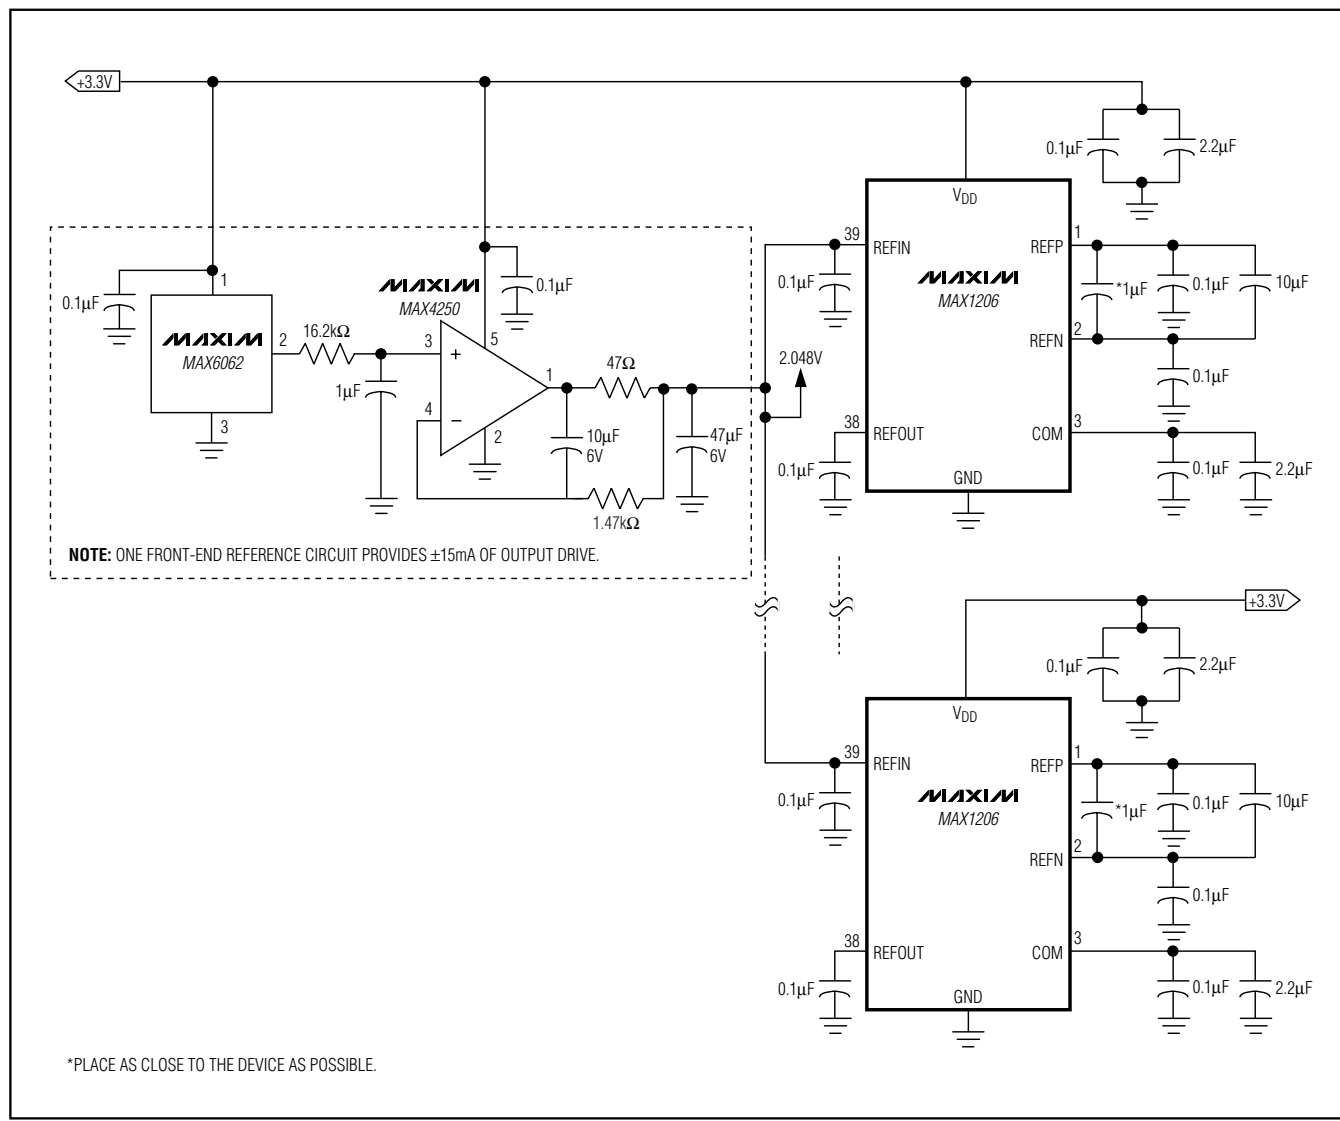 +3.3V
0.1µF
2.2µF
VDD
39
REFIN
REFP
1
MAXIM
MAX1206
0.1µF
*1µF
0.1µF
10µF
REFN
2
0.1µF
38
REFOUT
COM
3
0.1µF
0.1µF
2.2µF
GND
0.1µF
1
MAXIM
MAX6062
2
3
16.2kΩ
1µF
MAXIM
MAX4250
0.1µF
3
+
5
4
−
2
1
47Ω
10µF
6V
47µF
6V
1.47kΩ
2.048V
NOTE: ONE FRONT-END REFERENCE CIRCUIT PROVIDES ±15mA OF OUTPUT DRIVE.
+3.3V
0.1µF
2.2µF
VDD
39
REFIN
REFP
1
MAXIM
MAX1206
0.1µF
*1µF
0.1µF
10µF
REFN
2
0.1µF
38
REFOUT
COM
3
0.1µF
0.1µF
2.2µF
GND
*PLACE AS CLOSE TO THE DEVICE AS POSSIBLE.